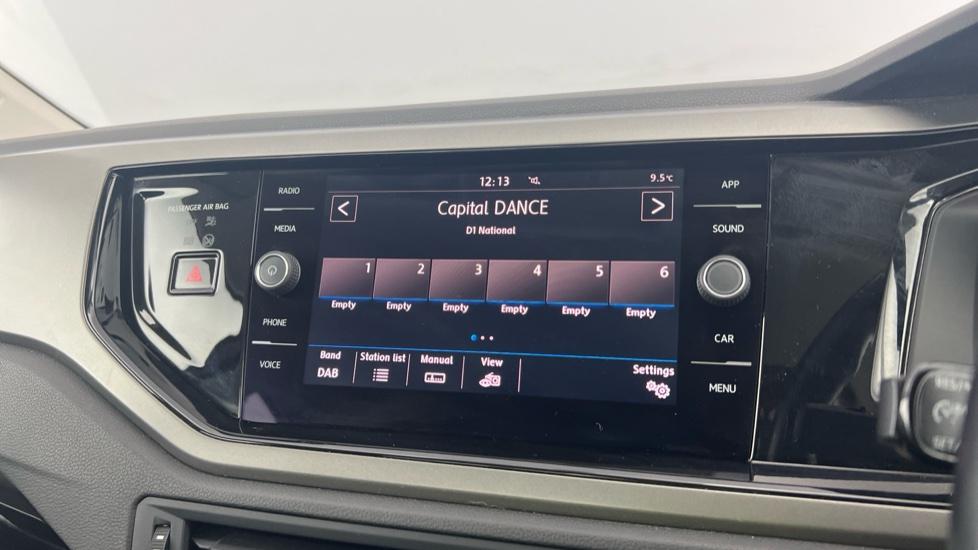 PASSENGER AIR BAG
RADIO
MEDIA
PHONE
VOICE
12:13
9.5°C
Capital DANCE
D1 National
1 2 3 4 5 6
Empty Empty Empty Empty Empty Empty
Band Station list Manual View Settings
DAB
APP
SOUND
CAR
MENU